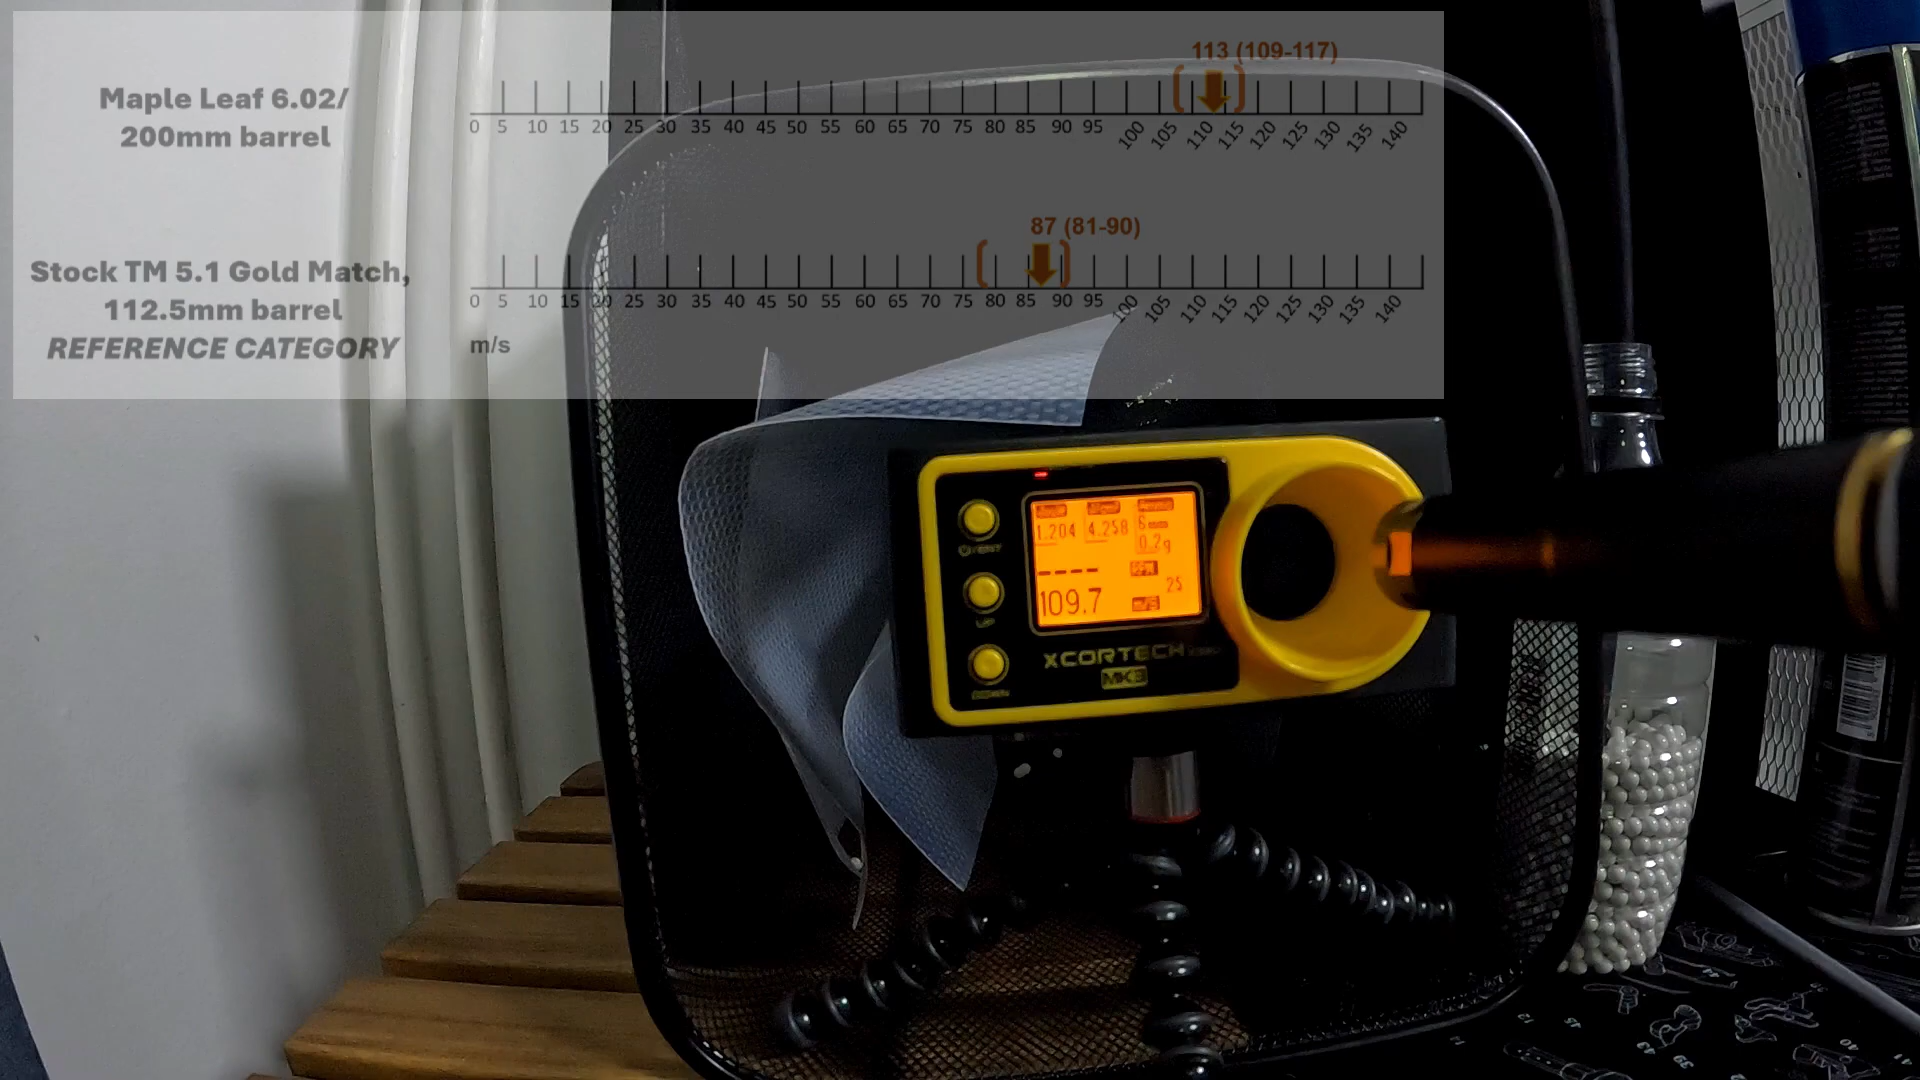 113 (109-117)
Maple Leaf 6.02/
200mm barrel
0 5 10 15 20 25 30 35 40 45 50 55 60 65 70 75 80 85 90 95 100 105 110 115 120 125 130 135 140
87 (81-90)
Stock TM 5.1 Gold Match,
112.5mm barrel
REFERENCE CATEGORY
0 5 10 15 20 25 30 35 40 45 50 55 60 65 70 75 80 85 90 95 100 105 110 115 120 125 130 135 140
m/s
1.204 4.258 6mm
0.2g
----- RPM
25
109.7 m/s
UP
DOWN
XCORTECH
MK3